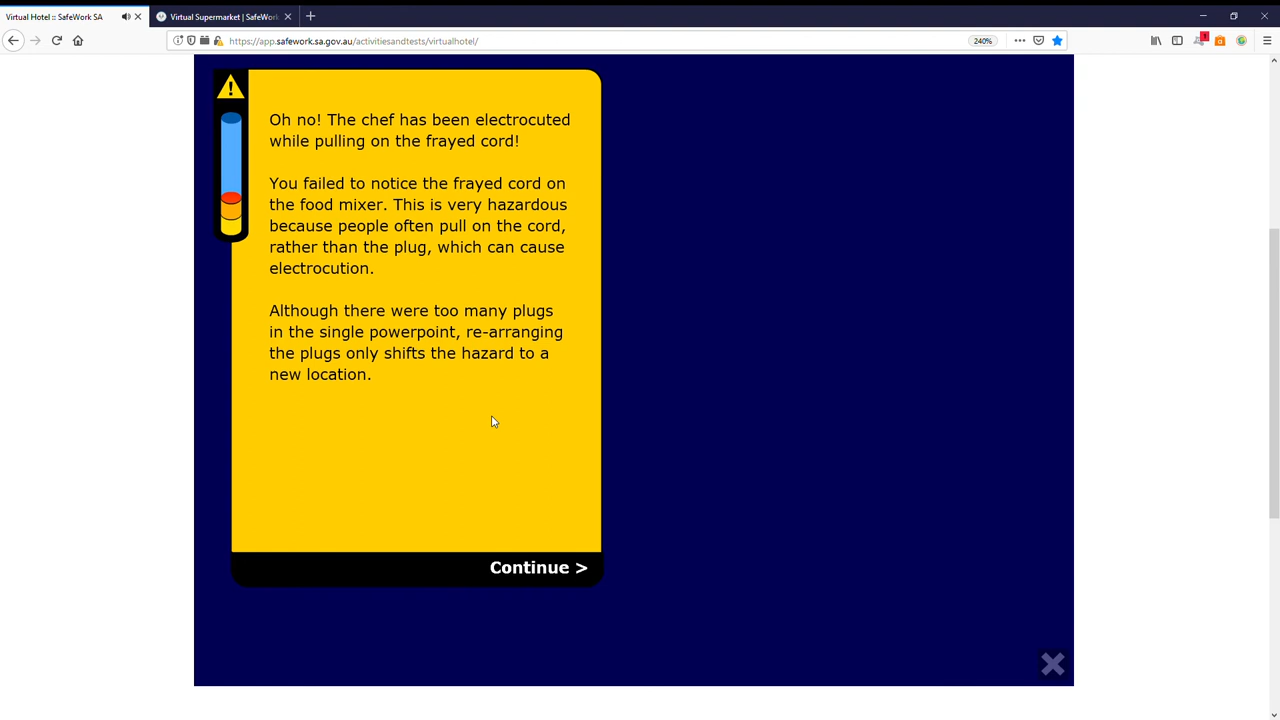 Virtual Hotel :: SafeWork SA
Virtual Supermarket | SafeWork
https://app.safework.sa.gov.au/activitiesandtests/virtualhotel/
240%
Oh no! The chef has been electrocuted
while pulling on the frayed cord!
You failed to notice the frayed cord on
the food mixer. This is very hazardous
because people often pull on the cord,
rather than the plug, which can cause
electrocution.
Although there were too many plugs
in the single powerpoint, re-arranging
the plugs only shifts the hazard to a
new location.
Continue >